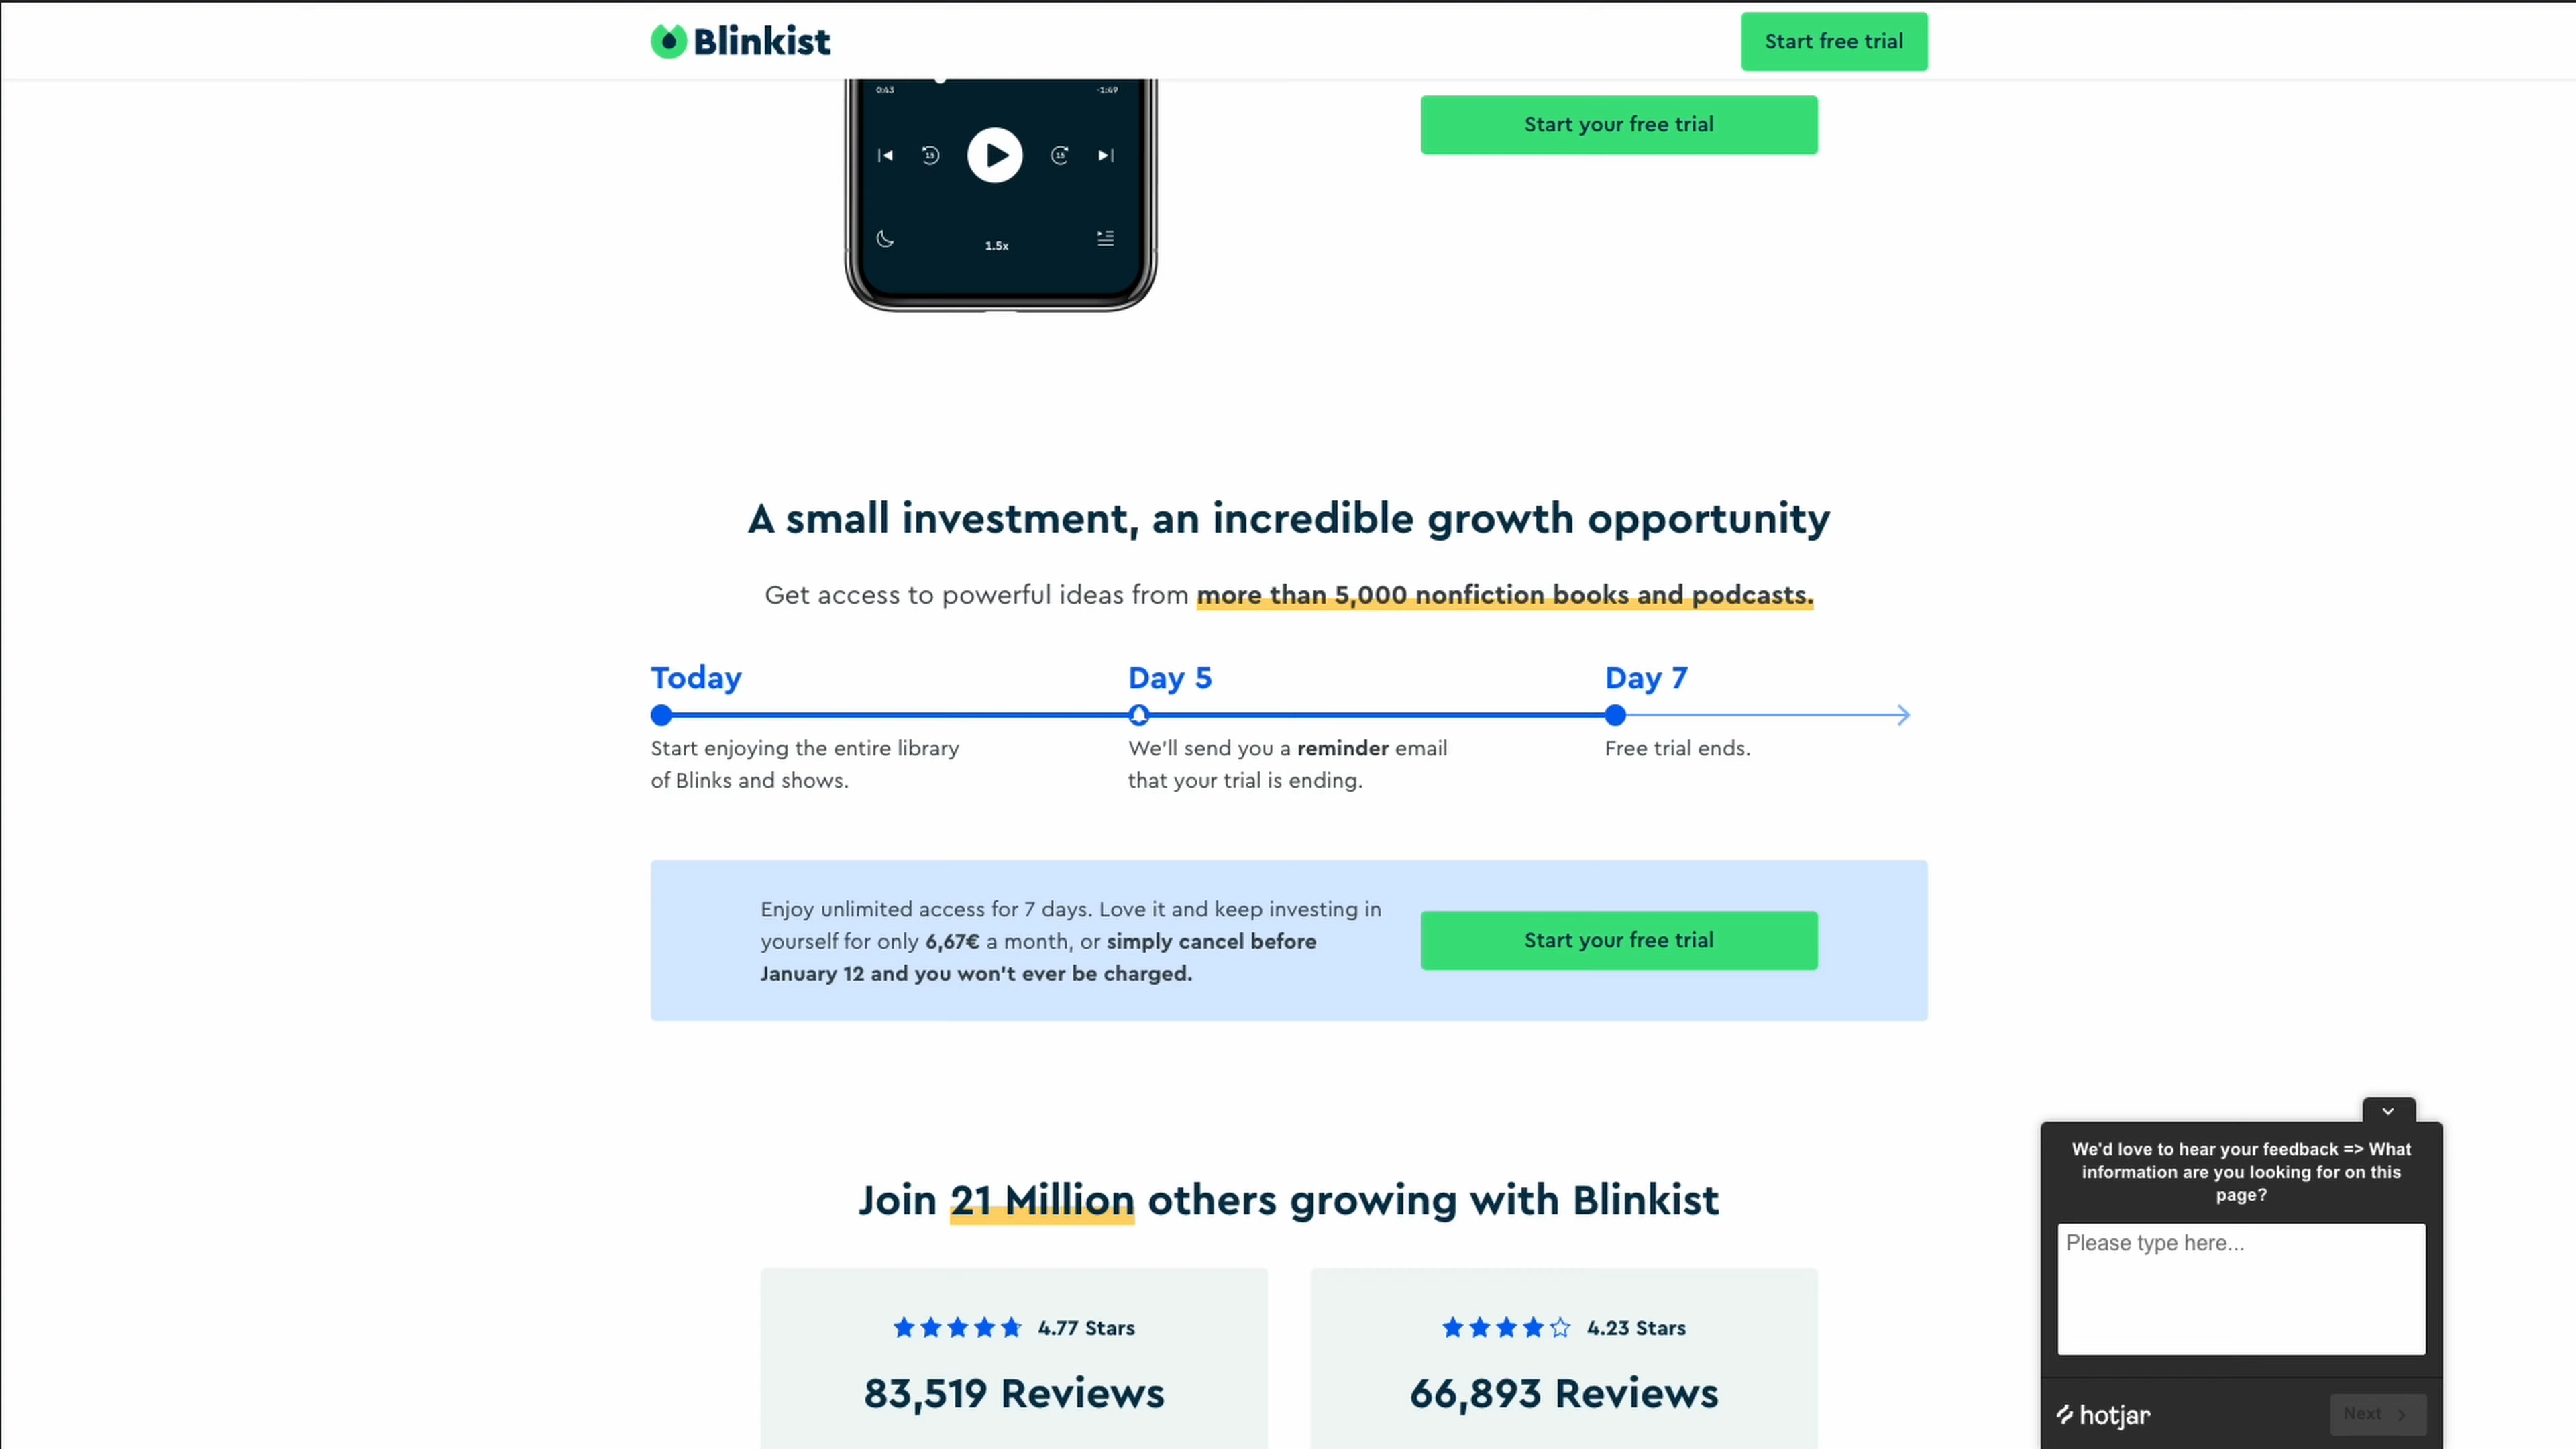 Blinkist
Start free trial
0:43
-1:49
Start your free trial
15
15
1.5x
A small investment, an incredible growth opportunity
Get access to powerful ideas from more than 5,000 nonfiction books and podcasts.
Today
Day 5
Day 7
Start enjoying the entire library
of Blinks and shows.
We'll send you a reminder email
that your trial is ending.
Free trial ends.
Enjoy unlimited access for 7 days. Love it and keep investing in
yourself for only 6,67€ a month, or simply cancel before
January 12 and you won't ever be charged.
Start your free trial
Join 21 Million others growing with Blinkist
4.77 Stars
83,519 Reviews
4.23 Stars
66,893 Reviews
We'd love to hear your feedback => What
information are you looking for on this
page?
Please type here...
hotjar
Next